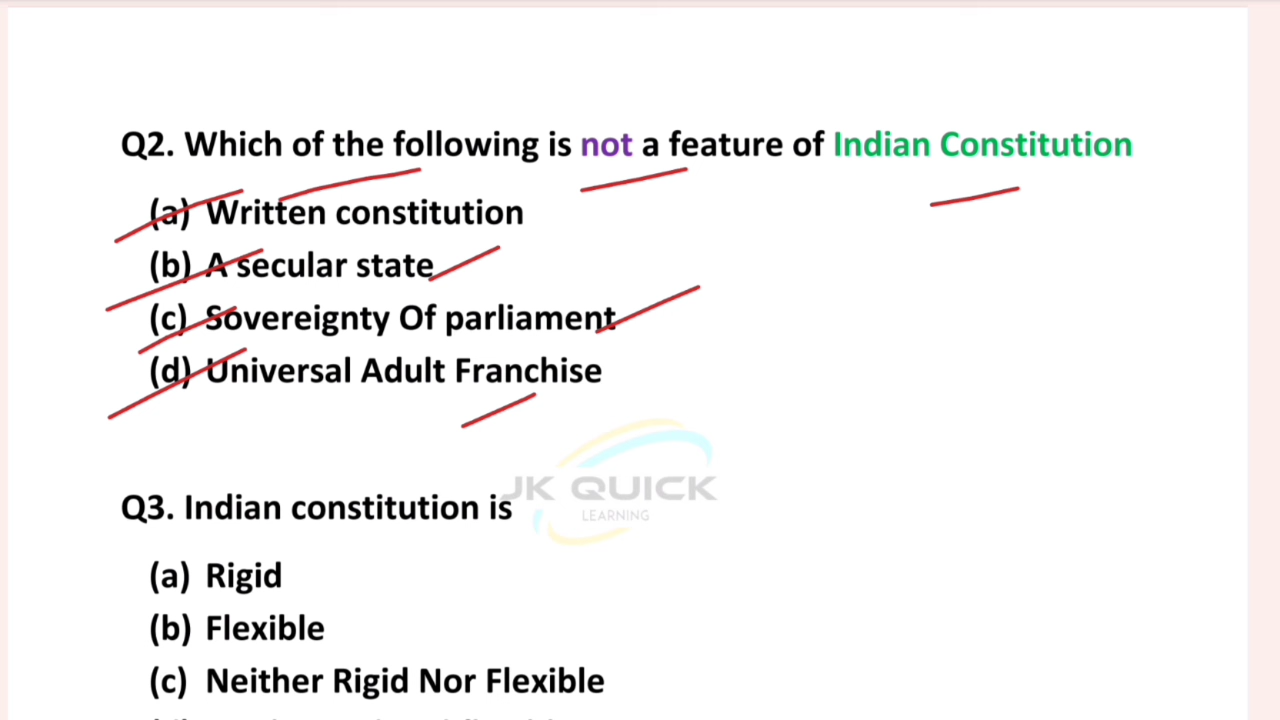 Q2. Which of the following is not a feature of Indian Constitution
(a) Written constitution
(b) A secular state
(c) Sovereignty Of parliament
(d) Universal Adult Franchise
JK QUICK
LEARNING
Q3. Indian constitution is
(a) Rigid
(b) Flexible
(c) Neither Rigid Nor Flexible